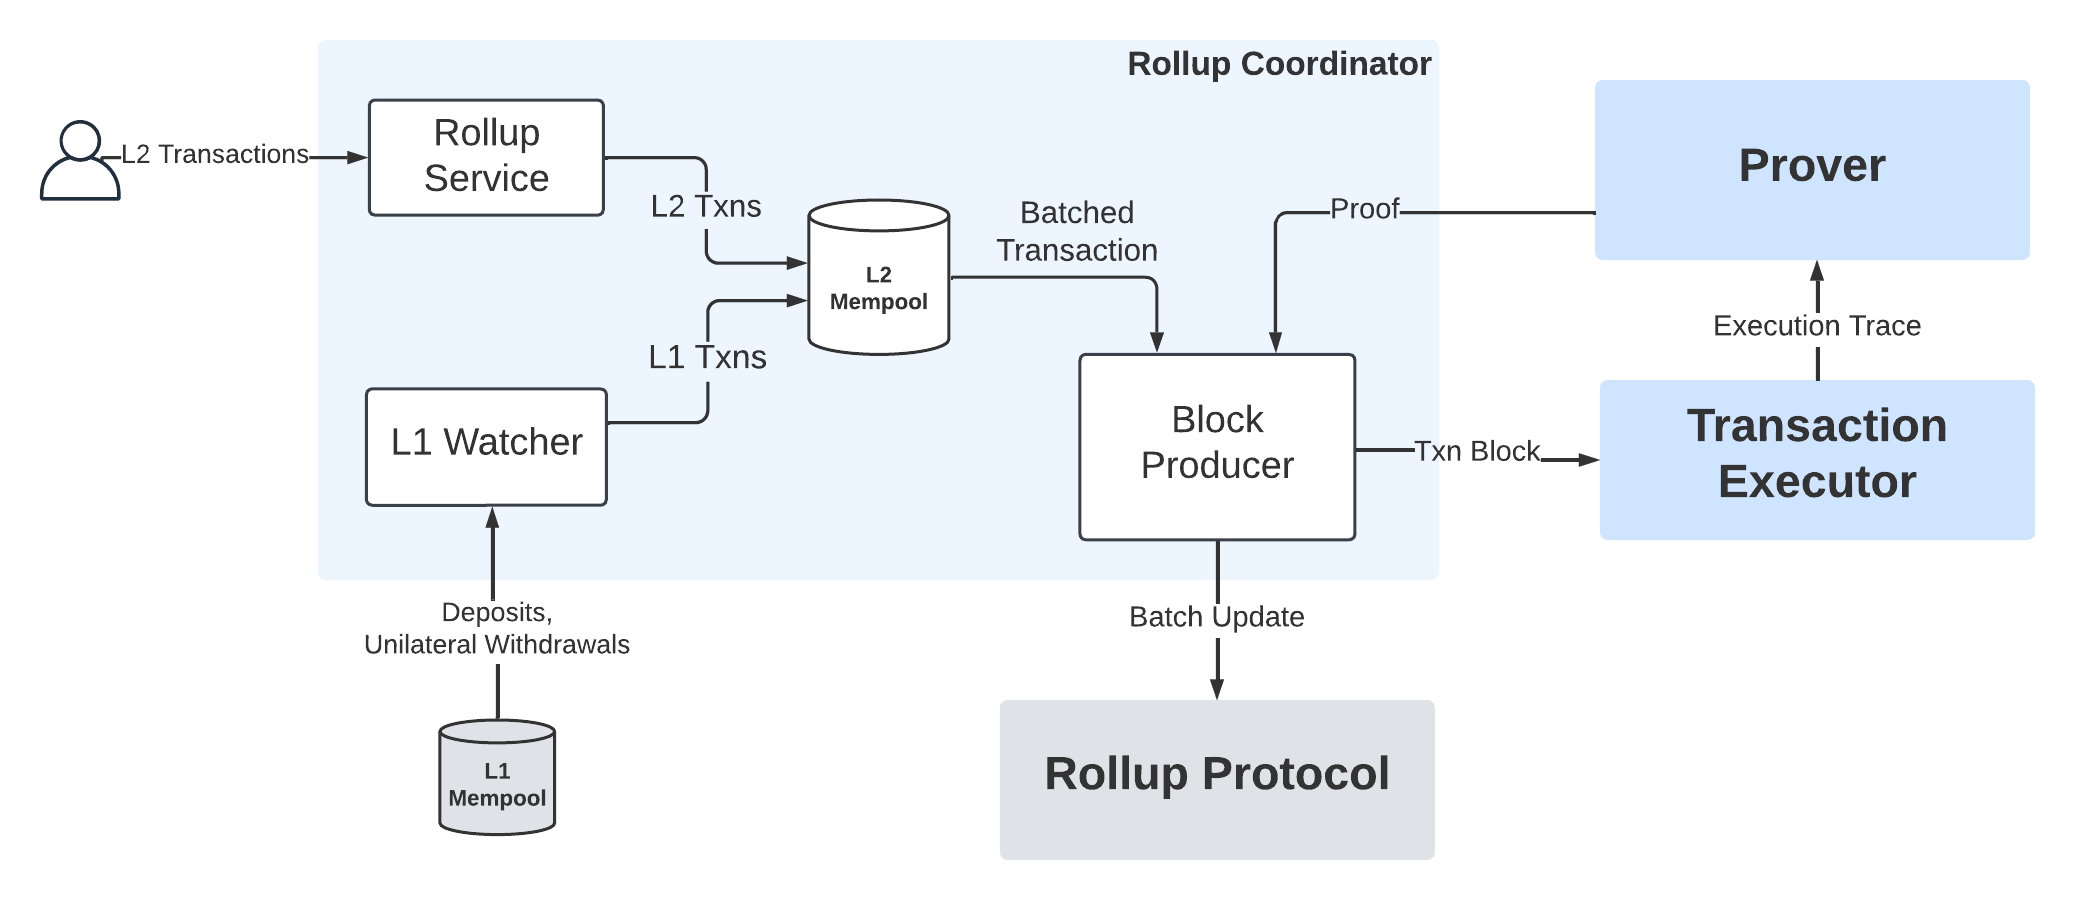 Rollup Coordinator
L2 Transactions
Rollup
Service
L2 Txns
L2
Mempool
L1 Txns
L1 Watcher
Deposits,
Unilateral Withdrawals
L1
Mempool
Batched
Transaction
Block
Producer
Proof
Prover
Execution Trace
Txn Block
Transaction
Executor
Batch Update
Rollup Protocol